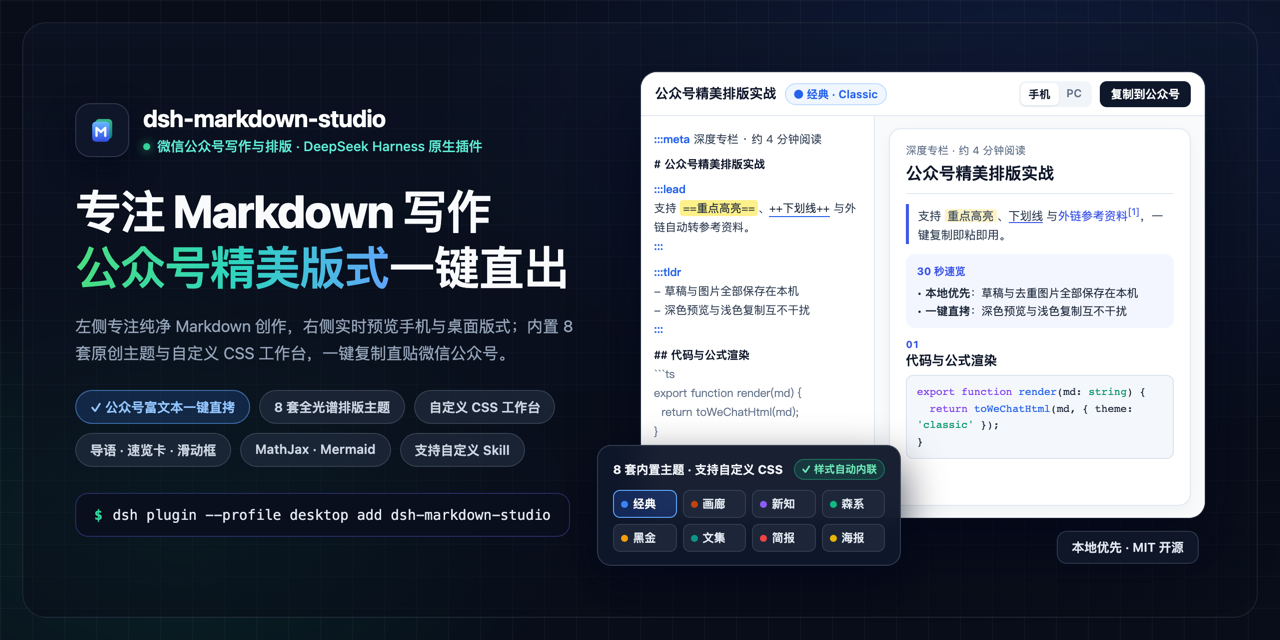 dsh-markdown-studio
微信公众号写作与排版 · DeepSeek Harness 原生插件
专注 Markdown 写作
公众号精美版式一键直出
左侧专注纯净 Markdown 创作，右侧实时预览手机与桌面版式；内置 8
套原创主题与自定义 CSS 工作台，一键复制直贴微信公众号。
✓ 公众号富文本一键直拷
8 套全光谱排版主题
自定义 CSS 工作台
导语 · 速览卡 · 滑动框
MathJax · Mermaid
支持自定义 Skill
$ dsh plugin --profile desktop add dsh-markdown-studio
公众号精美排版实战
经典 · Classic
手机
PC
复制到公众号
:::meta 深度专栏 · 约 4 分钟阅读
# 公众号精美排版实战
:::lead
支持 ==重点高亮==、++下划线++ 与外
链自动转参考资料。
:::
:::tldr
- 草稿与图片全部保存在本机
- 深色预览与浅色复制互不干扰
:::
## 代码与公式渲染
```ts
export function render(md) {
return toWeChatHtml(md);
}
深度专栏 · 约 4 分钟阅读
公众号精美排版实战
支持 重点高亮、下划线 与外链参考资料[1]，一
键复制即粘即用。
30 秒速览
• 本地优先：草稿与去重图片全部保存在本机
• 一键直拷：深色预览与浅色复制互不干扰
01
代码与公式渲染
export function render(md: string) {
return toWeChatHtml(md, { theme:
'classic' });
}
8 套内置主题 · 支持自定义 CSS
✓ 样式自动内联
经典
画廊
新知
森系
黑金
文集
简报
海报
本地优先 · MIT 开源
M